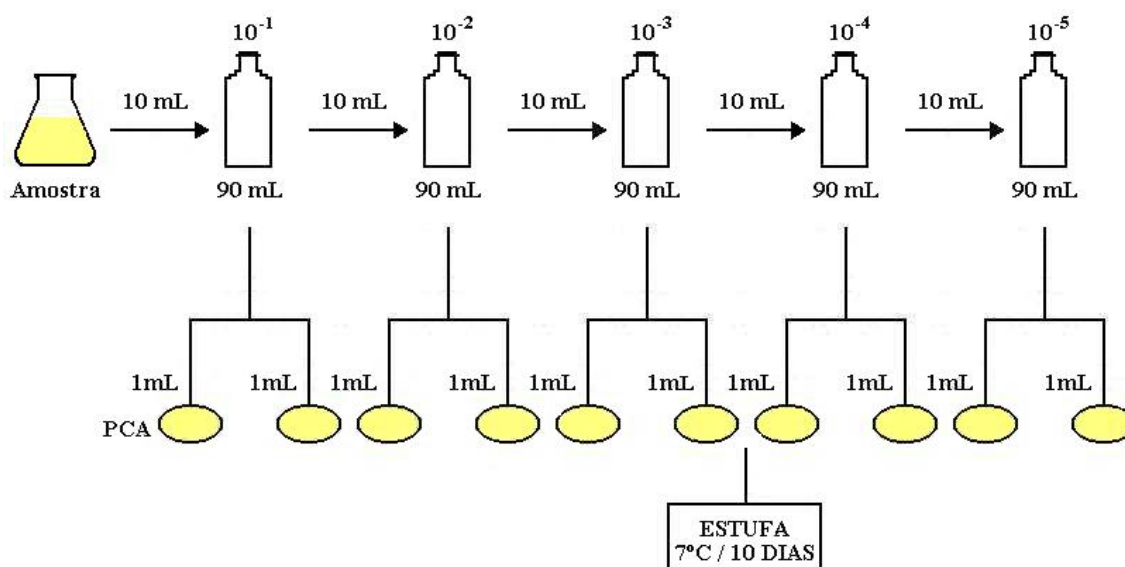 10⁻¹ 10⁻² 10⁻³ 10⁻⁴ 10⁻⁵
10 mL 10 mL 10 mL 10 mL 10 mL
Amostra 90 mL 90 mL 90 mL 90 mL 90 mL
1mL 1mL 1mL 1mL 1mL 1mL 1mL 1mL 1mL 1mL
PCA
ESTUFA
7ºC / 10 DIAS